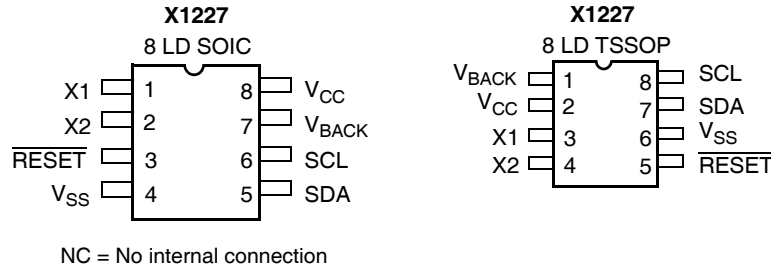 X1227
8 LD SOIC
X1 1 8 VCC
X2 2 7 VBACK
RESET 3 6 SCL
VSS 4 5 SDA
NC = No internal connection
X1227
8 LD TSSOP
VBACK 1 8 SCL
VCC 2 7 SDA
X1 3 6 VSS
X2 4 5 RESET